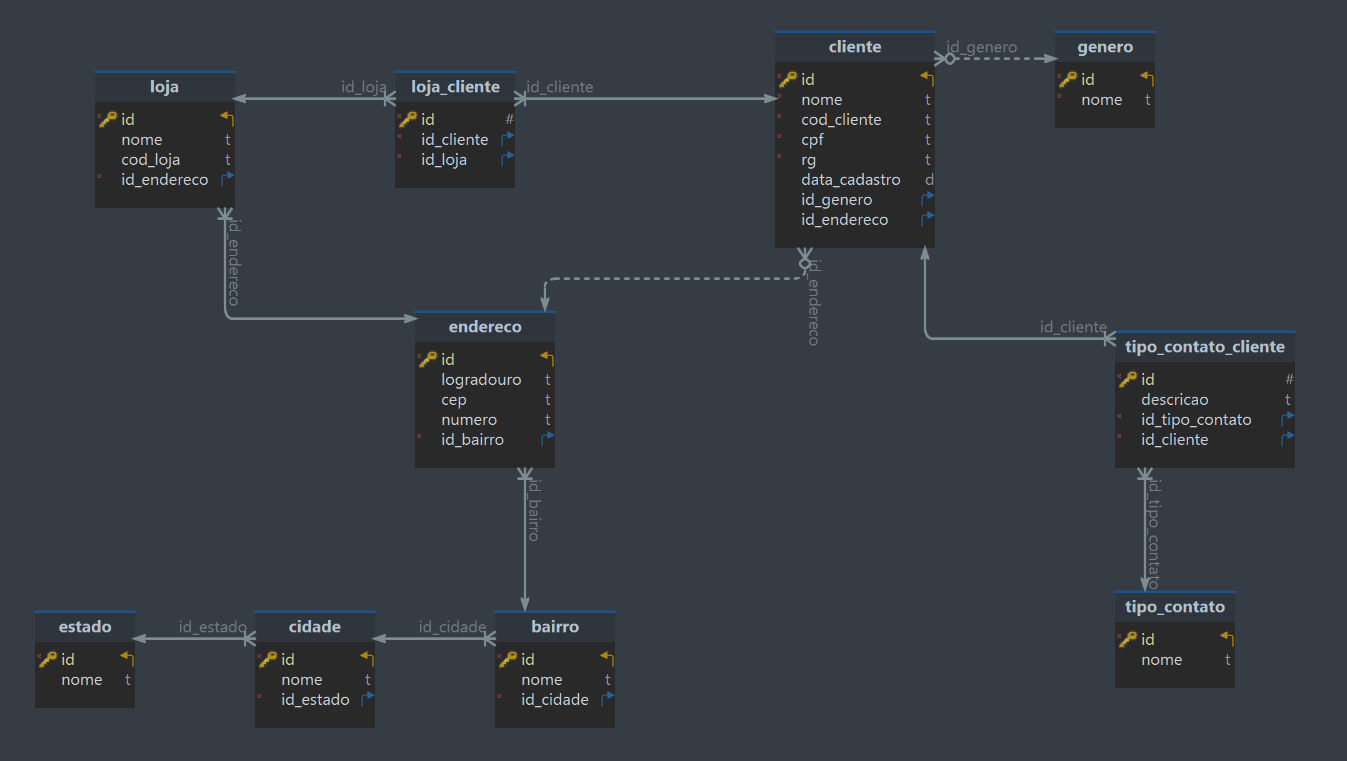 cliente
id
nome t
cod_cliente t
cpf t
rg t
data_cadastro d
id_genero
id_endereco
id_genero
genero
id
nome t
loja
id
nome t
cod_loja t
id_endereco
id_loja
loja_cliente
id #
id_cliente
id_loja
id_cliente
id_endereco
id_endereco
endereco
id
logradouro t
cep t
numero t
id_bairro
id_cliente
tipo_contato_cliente
id #
descricao t
id_tipo_contato
id_cliente
id_bairro
id_tipo_contato
estado
id
nome t
id_estado
cidade
id
nome t
id_estado
id_cidade
bairro
id
nome t
id_cidade
tipo_contato
id
nome t